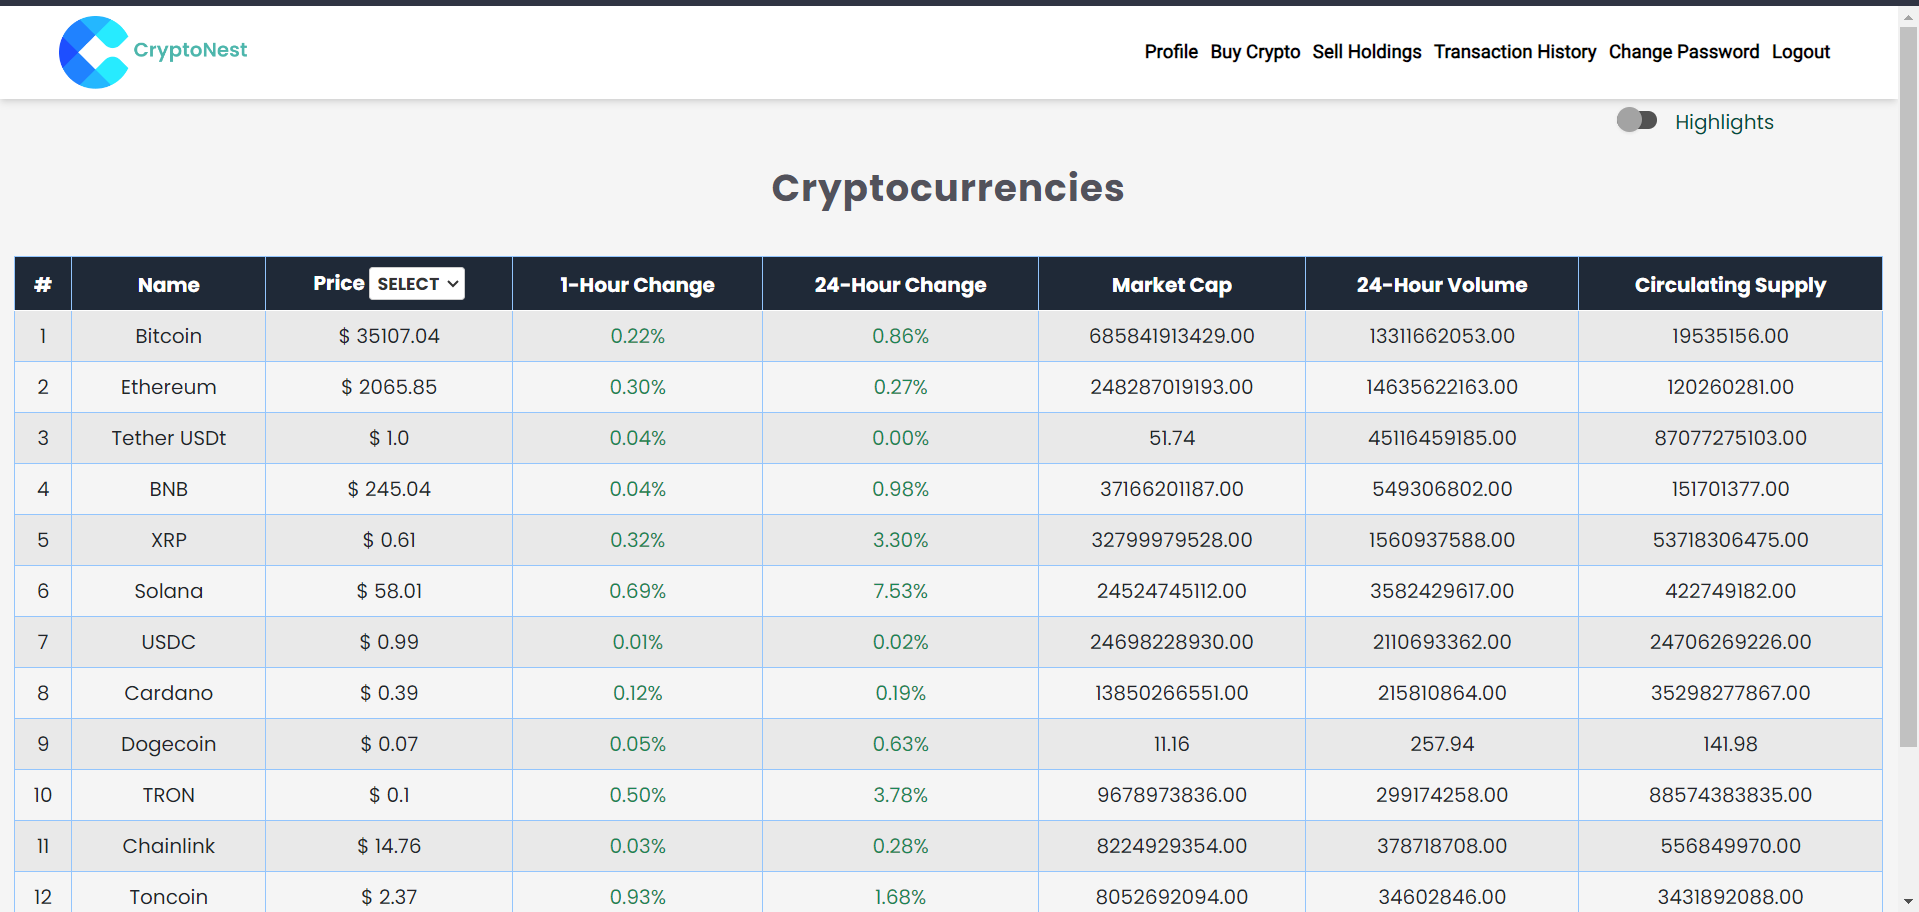 CryptoNest
Profile Buy Crypto Sell Holdings Transaction History Change Password Logout
Highlights
Cryptocurrencies
# Name Price SELECT 1-Hour Change 24-Hour Change Market Cap 24-Hour Volume Circulating Supply
1 Bitcoin $ 35107.04 0.22% 0.86% 685841913429.00 13311662053.00 19535156.00
2 Ethereum $ 2065.85 0.30% 0.27% 248287019193.00 14635622163.00 120260281.00
3 Tether USDt $ 1.0 0.04% 0.00% 51.74 45116459185.00 87077275103.00
4 BNB $ 245.04 0.04% 0.98% 37166201187.00 549306802.00 151701377.00
5 XRP $ 0.61 0.32% 3.30% 32799979528.00 1560937588.00 53718306475.00
6 Solana $ 58.01 0.69% 7.53% 24524745112.00 3582429617.00 422749182.00
7 USDC $ 0.99 0.01% 0.02% 24698228930.00 2110693362.00 24706269226.00
8 Cardano $ 0.39 0.12% 0.19% 13850266551.00 215810864.00 35298277867.00
9 Dogecoin $ 0.07 0.05% 0.63% 11.16 257.94 141.98
10 TRON $ 0.1 0.50% 3.78% 9678973836.00 299174258.00 88574383835.00
11 Chainlink $ 14.76 0.03% 0.28% 8224929354.00 378718708.00 556849970.00
12 Toncoin $ 2.37 0.93% 1.68% 8052692094.00 34602846.00 3431892088.00